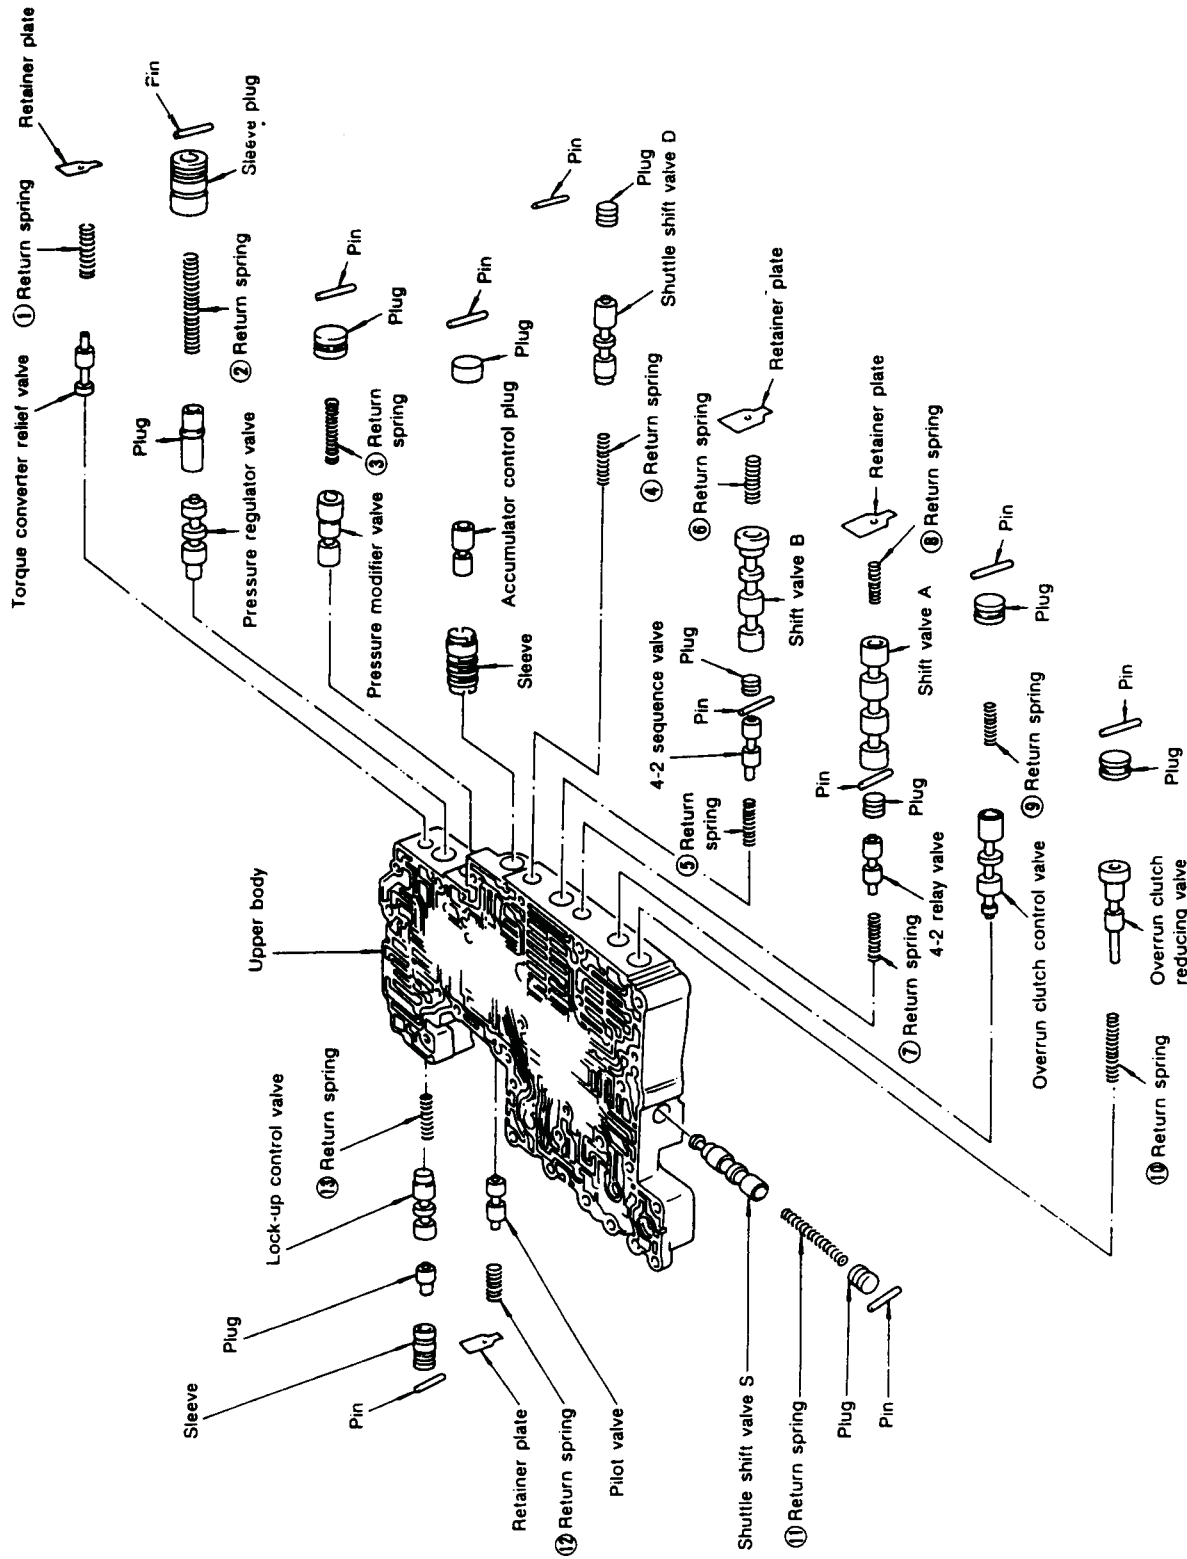 Retainer plate
Pin
① Return spring
Sleeve plug
Torque converter relief valve
② Return spring
Plug
Pressure regulator valve
Pin
Plug
③ Return
spring
Pressure modifier valve
Pin
Plug
Accumulator control plug
Sleeve
Pin
Plug
Shuttle shift valve D
④ Return spring
Retainer plate
⑥ Return spring
Shift valve B
Plug
Pin
4-2 sequence valve
⑤ Return
spring
Retainer plate
⑧ Return spring
Shift valve A
Pin
Plug
4-2 relay valve
⑦ Return spring
Pin
Plug
⑨ Return spring
Overrun clutch control valve
Pin
Plug
Overrun clutch
reducing valve
⑩ Return spring
Upper body
⑬ Return spring
Lock-up control valve
Plug
Sleeve
Pin
Retainer plate
⑫ Return spring
Pilot valve
Shuttle shift valve S
⑪ Return spring
Plug
Pin